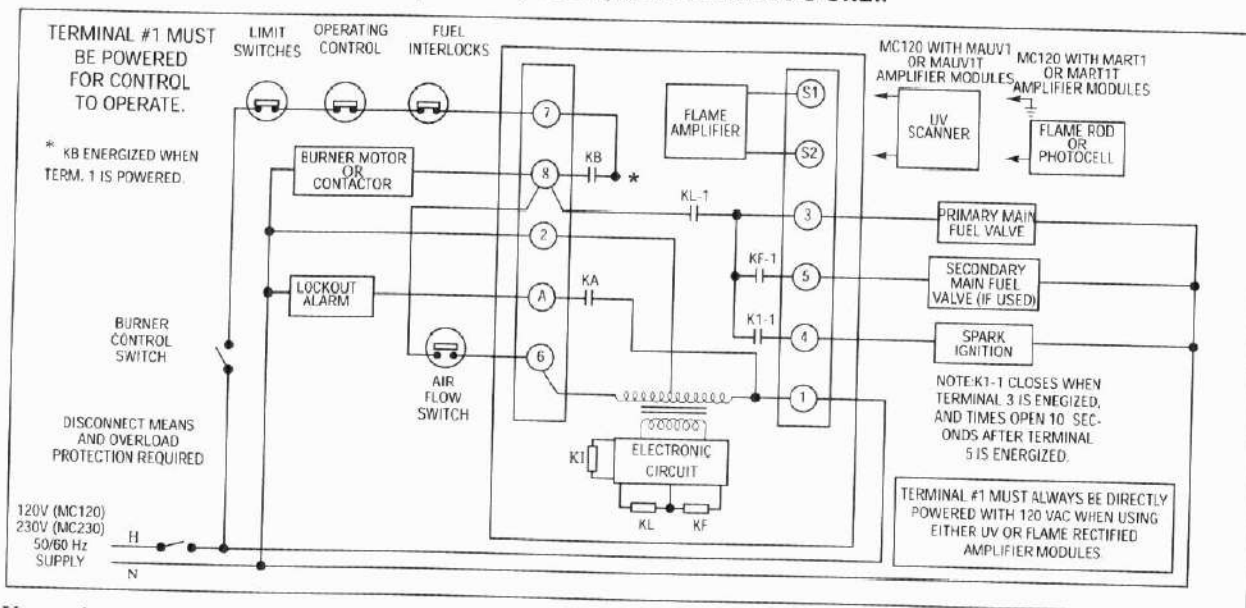 TERMINAL #1 MUST
BE POWERED
FOR CONTROL
TO OPERATE.
* KB ENERGIZED WHEN
TERM. 1 IS POWERED.
LIMIT
SWITCHES
OPERATING
CONTROL
FUEL
INTERLOCKS
BURNER MOTOR
OR
CONTACTOR
LOCKOUT
ALARM
BURNER
CONTROL
SWITCH
AIR
FLOW
SWITCH
DISCONNECT MEANS
AND OVERLOAD
PROTECTION REQUIRED
120V (MC120)
230V (MC230)
50/60 Hz
SUPPLY
H
N
7
8
2
A
6
KB
*
KA
KL-1
KF-1
K1-1
FLAME
AMPLIFIER
S1
S2
3
5
4
1
ELECTRONIC
CIRCUIT
KI
KL
KF
MC120 WITH MAUV1
OR MAUV1T
AMPLIFIER MODULES
UV
SCANNER
MC120 WITH MART1
OR MART1T
AMPLIFIER MODULES
FLAME ROD
OR
PHOTOCELL
PRIMARY MAIN
FUEL VALVE
SECONDARY
MAIN FUEL
VALVE (IF USED)
SPARK
IGNITION
NOTE:K1-1 CLOSES WHEN
TERMINAL 3 IS ENEGIZED,
AND TIMES OPEN 10 SEC-
ONDS AFTER TERMINAL
5 IS ENERGIZED.
TERMINAL #1 MUST ALWAYS BE DIRECTLY
POWERED WITH 120 VAC WHEN USING
EITHER UV OR FLAME RECTIFIED
AMPLIFIER MODULES